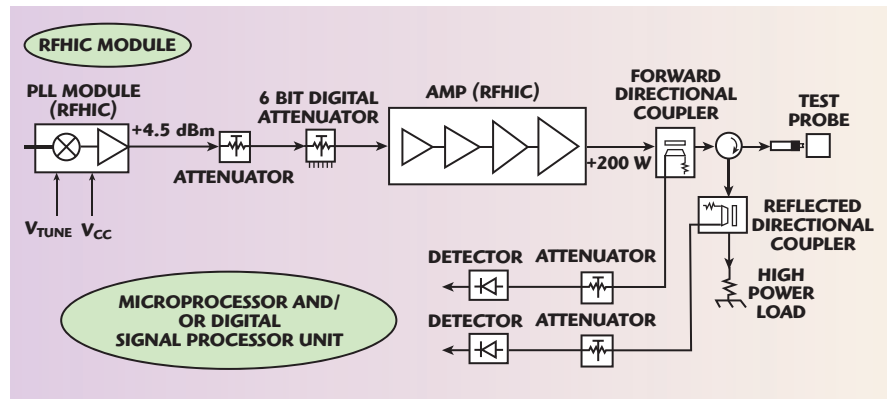 RFHIC MODULE
PLL MODULE
(RFHIC)
+4.5 dBm
ATTENUATOR
6 BIT DIGITAL
ATTENUATOR
AMP (RFHIC)
+200 W
FORWARD
DIRECTIONAL
COUPLER
TEST
PROBE
VTUNE VCC
REFLECTED
DIRECTIONAL
COUPLER
HIGH
POWER
LOAD
DETECTOR ATTENUATOR
DETECTOR ATTENUATOR
MICROPROCESSOR AND/
OR DIGITAL
SIGNAL PROCESSOR UNIT